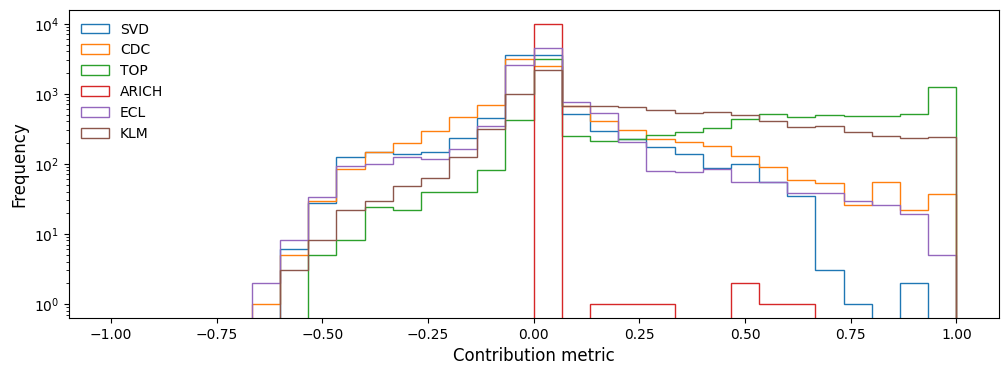 SVD
CDC
TOP
ARICH
ECL
KLM
Frequency
10⁴
10³
10²
10¹
10⁰
−1.00 −0.75 −0.50 −0.25 0.00 0.25 0.50 0.75 1.00
Contribution metric